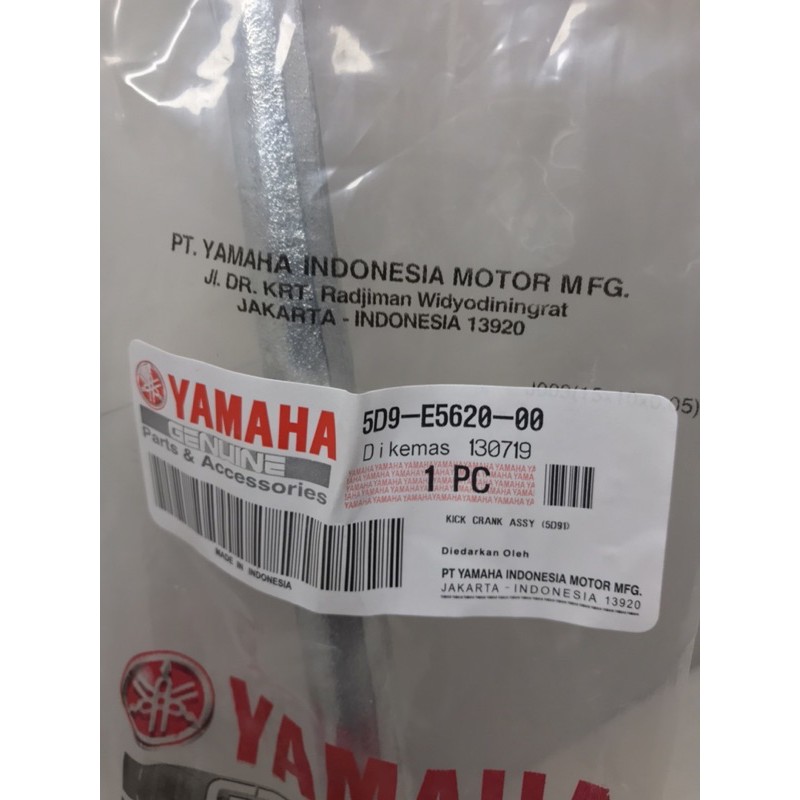 PT. YAMAHA INDONESIA MOTOR MFG.
Jl. DR. KRT. Radjiman Widyodiningrat
JAKARTA - INDONESIA 13920
YAMAHA
GENUINE
Parts & Accessories
MADE IN INDONESIA
5D9-E5620-00
Dikemas 130719
1 PC
KICK CRANK ASSY (5D91)
Diedarkan Oleh
PT YAMAHA INDONESIA MOTOR MFG.
JAKARTA - INDONESIA 13920
YAMAHA